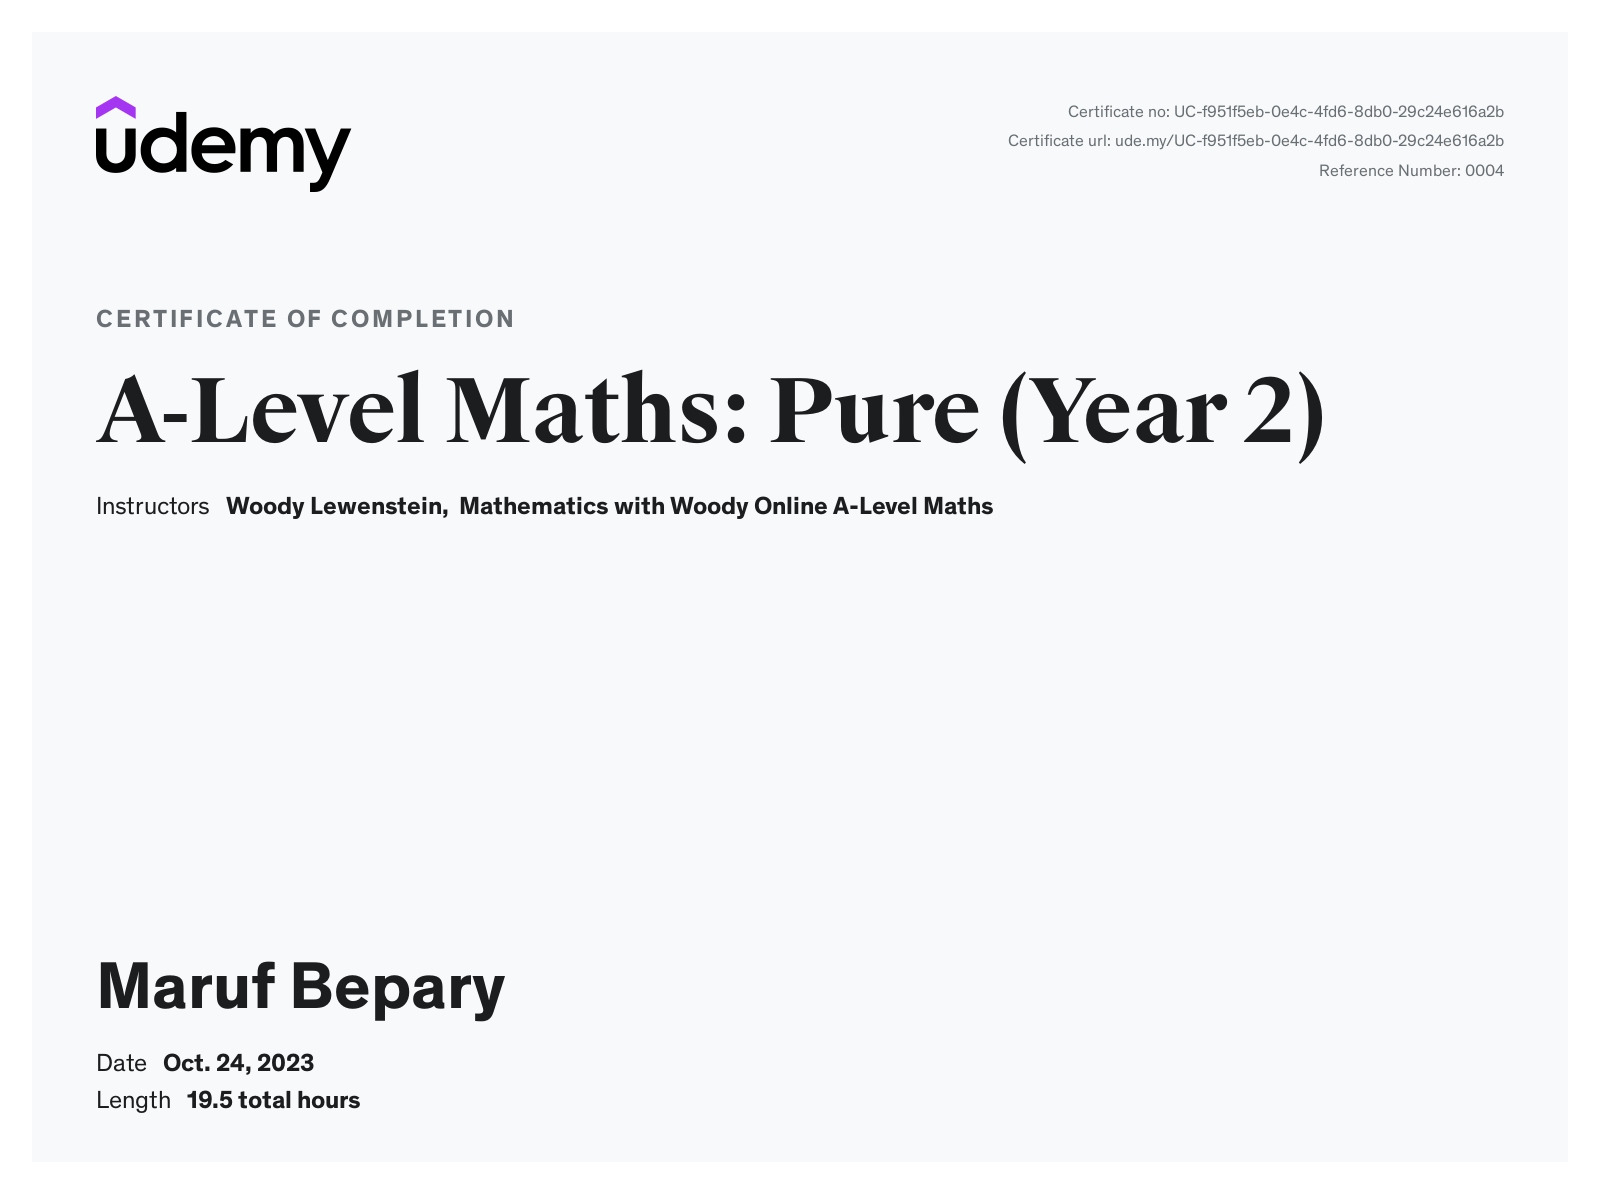 udemy
Certificate no: UC-f951f5eb-0e4c-4fd6-8db0-29c24e616a2b
Certificate url: ude.my/UC-f951f5eb-0e4c-4fd6-8db0-29c24e616a2b
Reference Number: 0004
CERTIFICATE OF COMPLETION
A-Level Maths: Pure (Year 2)
Instructors Woody Lewenstein, Mathematics with Woody Online A-Level Maths
Maruf Bepary
Date Oct. 24, 2023
Length 19.5 total hours